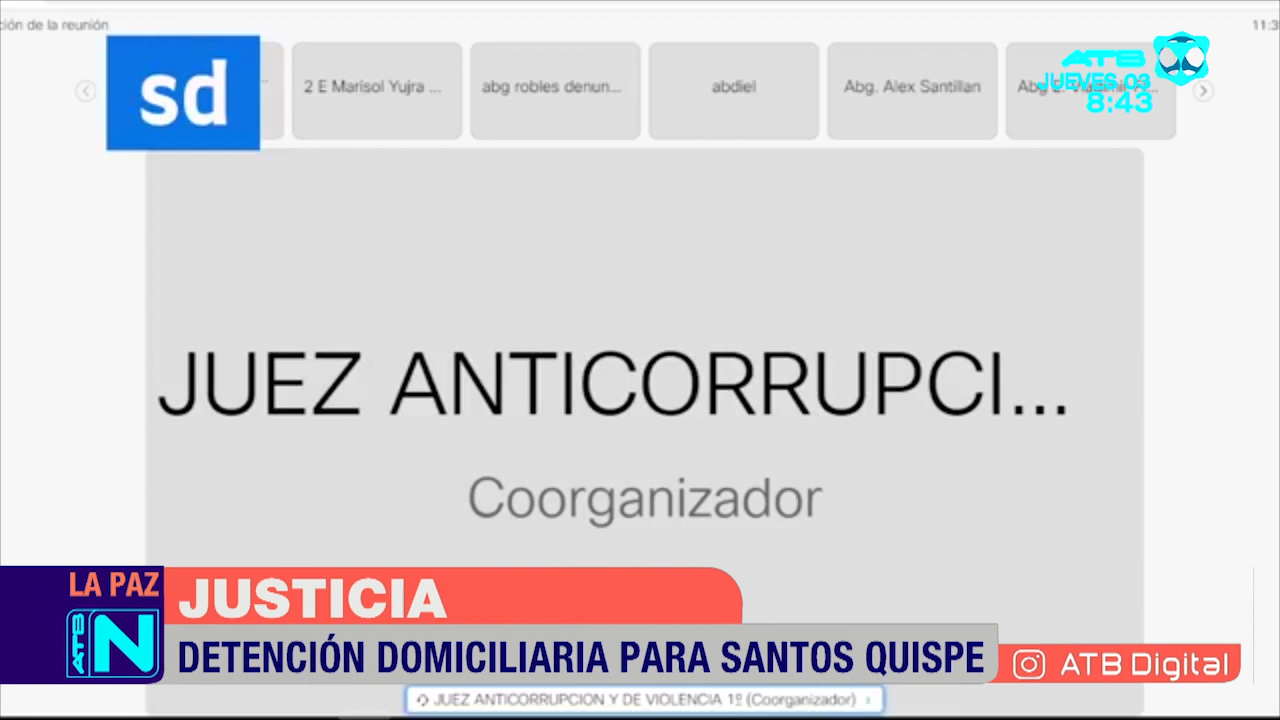 ción de la reunión
11:3
sd
2 E Marisol Yujra ...
abg robles denun...
abdiel
Abg. Alex Santillan
ATB
JUEVES 03
8:43
JUEZ ANTICORRUPCI...
Coorganizador
LA PAZ
JUSTICIA
ATB N
DETENCIÓN DOMICILIARIA PARA SANTOS QUISPE
ATB Digital
JUEZ ANTICORRUPCION Y DE VIOLENCIA 1º (Coorganizador)